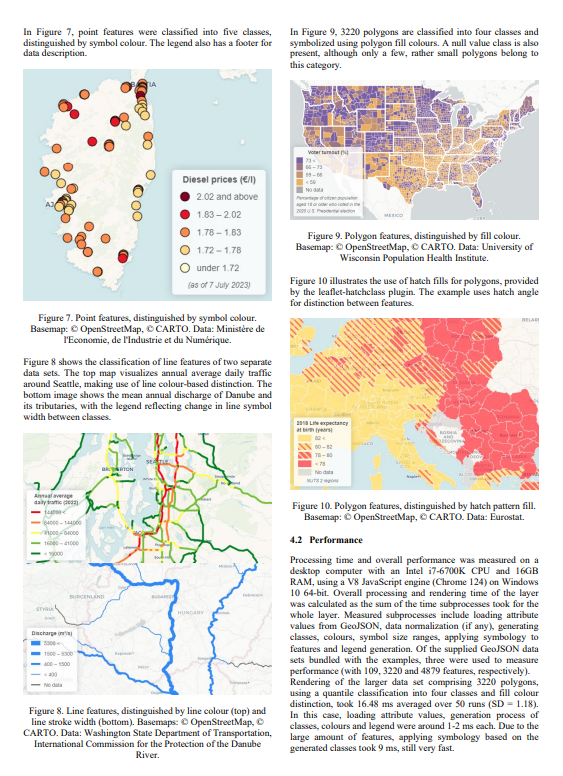 In Figure 7, point features were classified into five classes,
distinguished by symbol colour. The legend also has a footer for
data description.
Diesel prices (€/l)
2.02 and above
1.83 – 2.02
1.78 – 1.83
1.72 – 1.78
under 1.72
(as of 7 July 2023)
Figure 7. Point features, distinguished by symbol colour.
Basemap: © OpenStreetMap, © CARTO. Data: Ministère de
l'Economie, de l'Industrie et du Numérique.
Figure 8 shows the classification of line features of two separate
data sets. The top map visualizes annual average daily traffic
around Seattle, making use of line colour-based distinction. The
bottom image shows the mean annual discharge of Danube and
its tributaries, with the legend reflecting change in line symbol
width between classes.
Annual average
daily traffic (2022)
144000 <
84000 – 144000
41000 – 84000
16000 – 41000
< 16000
BURGENLAND
STYRIA
HUNGARY
Discharge (m³/s)
1500 – 5300
400 – 1500
< 400
No data
Figure 8. Line features, distinguished by line colour (top) and
line stroke width (bottom). Basemaps: © OpenStreetMap, ©
CARTO. Data: Washington State Department of Transportation,
International Commission for the Protection of the Danube
River.
In Figure 9, 3220 polygons are classified into four classes and
symbolized using polygon fill colours. A null value class is also
present, although only a few, rather small polygons belong to
this category.
Voter turnout (%)
73 <
66 – 73
59 – 66
< 59
No data
Percentage of citizen population
aged 18 or older who voted in the
2020 U.S. Presidential election
MEXICO
Figure 9. Polygon features, distinguished by fill colour.
Basemap: © OpenStreetMap, © CARTO. Data: University of
Wisconsin Population Health Institute.
Figure 10 illustrates the use of hatch fills for polygons, provided
by the leaflet-hatchclass plugin. The example uses hatch angle
for distinction between features.
BELAR
2018 Life expectancy
at birth (years)
82 <
80 – 82
78 – 80
< 78
No data
NUTS 2 regions
BOSNIA
AND
Figure 10. Polygon features, distinguished by hatch pattern fill.
Basemap: © OpenStreetMap, © CARTO. Data: Eurostat.
4.2 Performance
Processing time and overall performance was measured on a
desktop computer with an Intel i7-6700K CPU and 16GB
RAM, using a V8 JavaScript engine (Chrome 124) on Windows
10 64-bit. Overall processing and rendering time of the layer
was calculated as the sum of the time subprocesses took for the
whole layer. Measured subprocesses include loading attribute
values from GeoJSON, data normalization (if any), generating
classes, colours, symbol size ranges, applying symbology to
features and legend generation. Of the supplied GeoJSON data
sets bundled with the examples, three were used to measure
performance (with 109, 3220 and 4879 features, respectively).
Rendering of the larger data set comprising 3220 polygons,
using a quantile classification into four classes and fill colour
distinction, took 16.48 ms averaged over 50 runs (SD = 1.18).
In this case, loading attribute values, generation process of
classes, colours and legend were around 1-2 ms each. Due to the
large amount of features, applying symbology based on the
generated classes took 9 ms, still very fast.